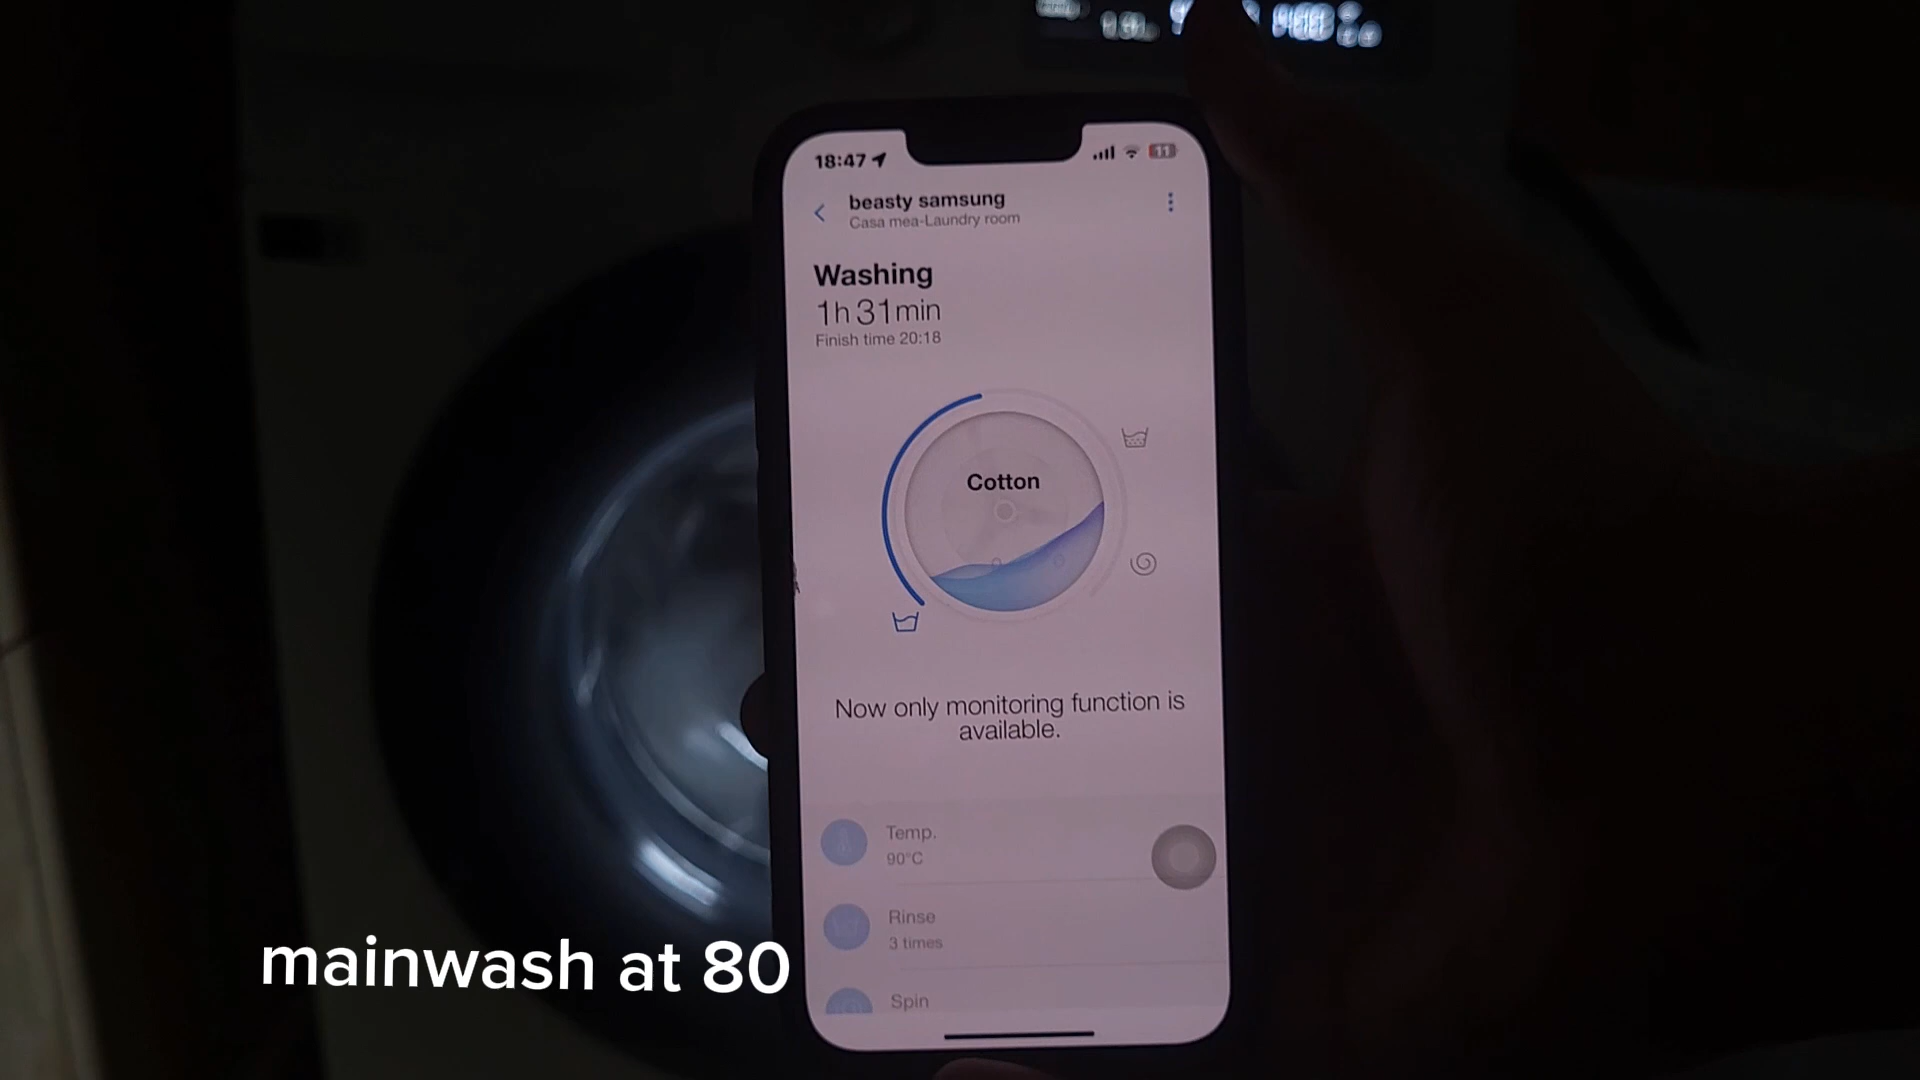 18:47
11
beasty samsung
Casa mea-Laundry room
Washing
1h 31min
Finish time 20:18
Cotton
Now only monitoring function is
available.
Temp.
90°C
Rinse
3 times
Spin
mainwash at 80